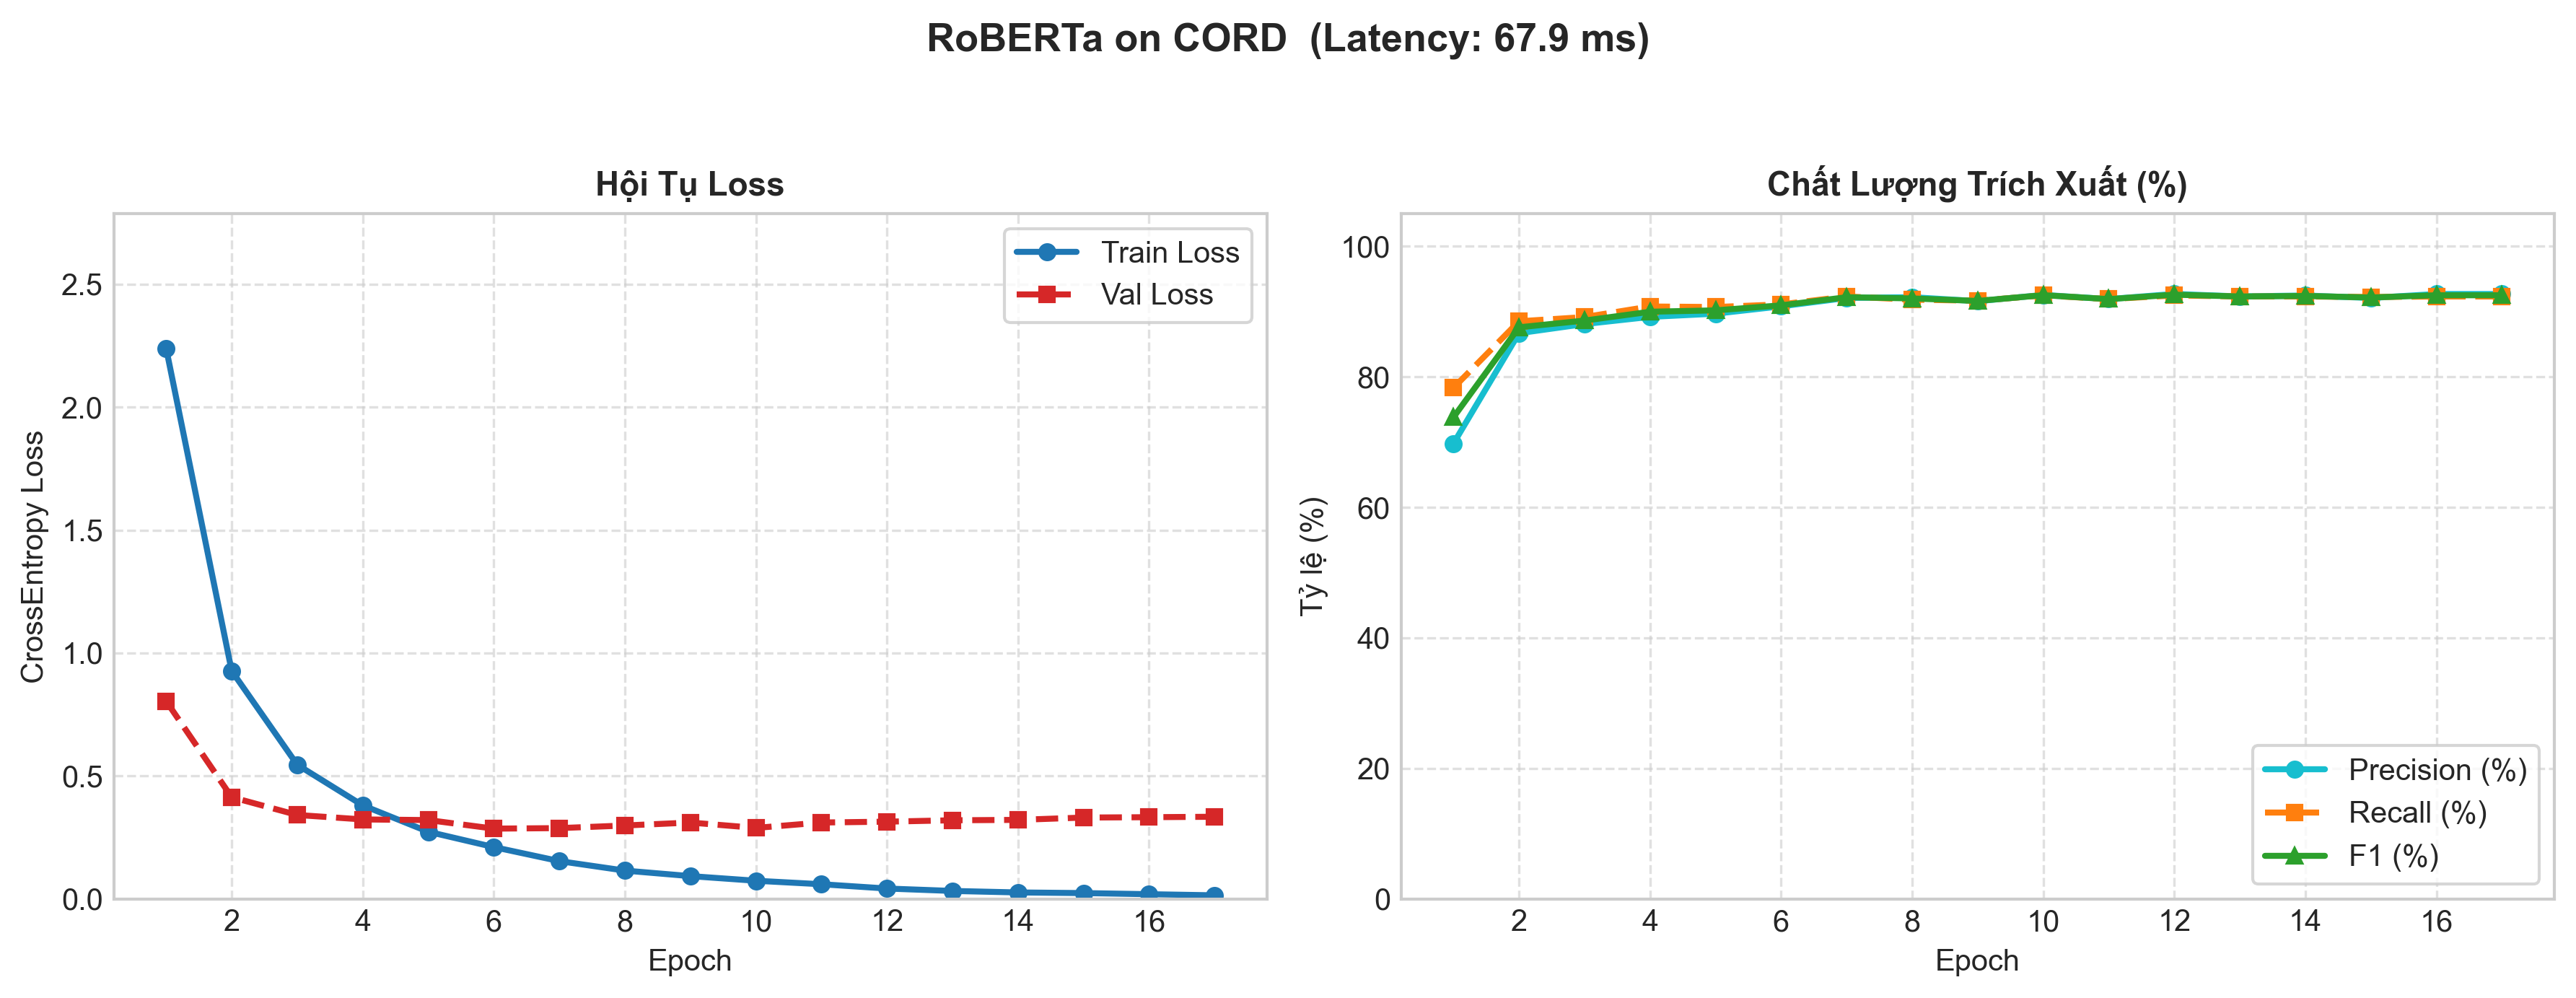 RoBERTa on CORD  (Latency: 67.9 ms)
Hội Tụ Loss
Train Loss
Val Loss
CrossEntropy Loss
2.5
2.0
1.5
1.0
0.5
0.0
2 4 6 8 10 12 14 16
Epoch
Chất Lượng Trích Xuất (%)
Tỷ lệ (%)
100
80
60
40
20
0
Precision (%)
Recall (%)
F1 (%)
2 4 6 8 10 12 14 16
Epoch